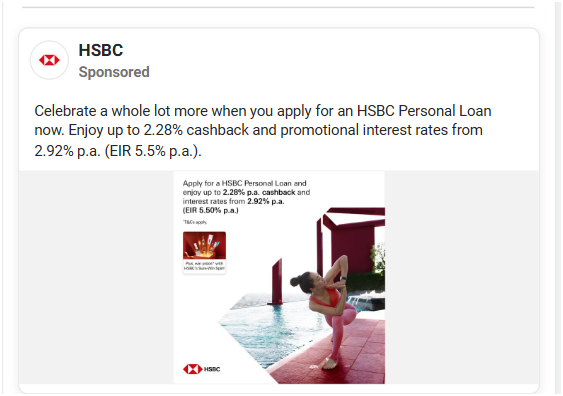 HSBC
Sponsored
Celebrate a whole lot more when you apply for an HSBC Personal Loan
now. Enjoy up to 2.28% cashback and promotional interest rates from
2.92% p.a. (EIR 5.5% p.a.).
Apply for a HSBC Personal Loan and
enjoy up to 2.28% p.a. cashback and
interest rates from 2.92% p.a.
(EIR 5.50% p.a.)
*T&Cs apply.
Plus, win prizes* with
HSBC's Sure-Win Spin!
HSBC